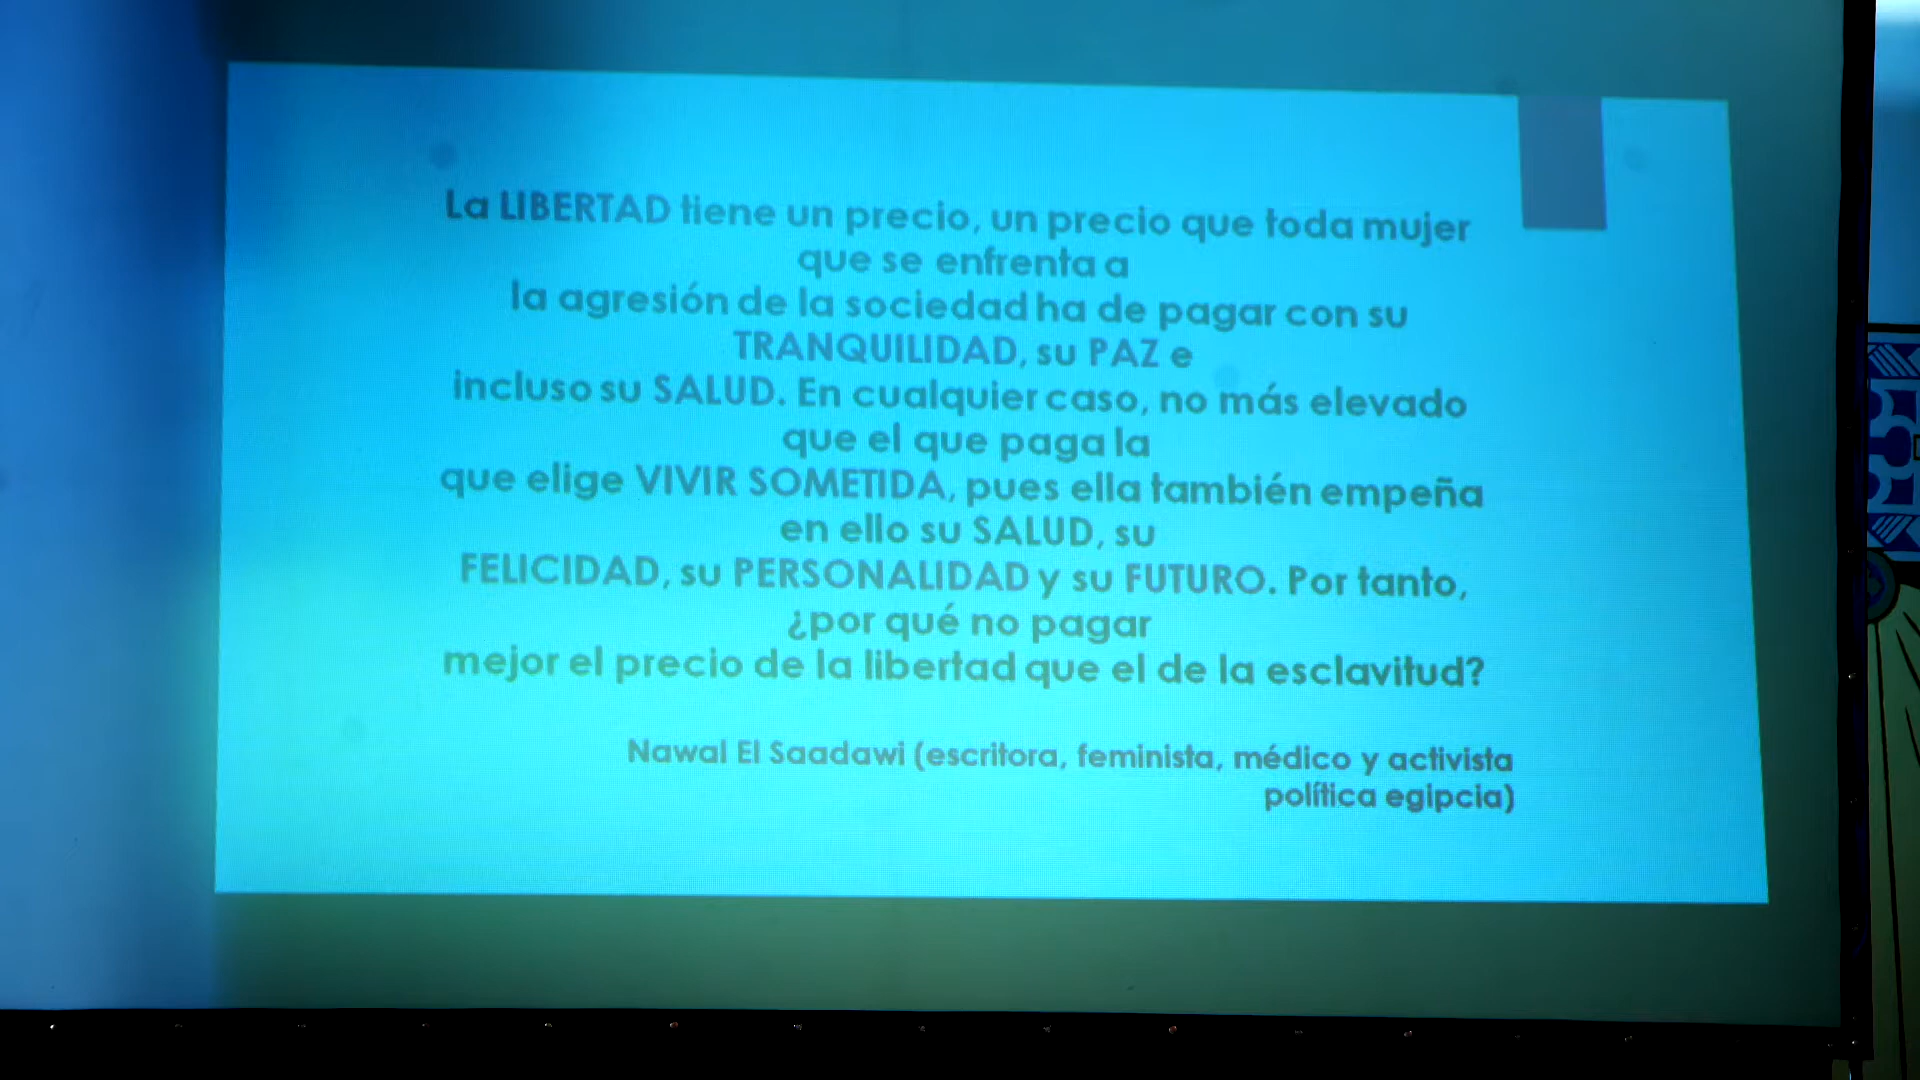 La LIBERTAD tiene un precio, un precio que toda mujer
que se enfrenta a
la agresión de la sociedad ha de pagar con su
TRANQUILIDAD, su PAZ e
incluso su SALUD. En cualquier caso, no más elevado
que el que paga la
que elige VIVIR SOMETIDA, pues ella también empeña
en ello su SALUD, su
FELICIDAD, su PERSONALIDAD y su FUTURO. Por tanto,
¿por qué no pagar
mejor el precio de la libertad que el de la esclavitud?
Nawal El Saadawi (escritora, feminista, médico y activista
política egipcia)